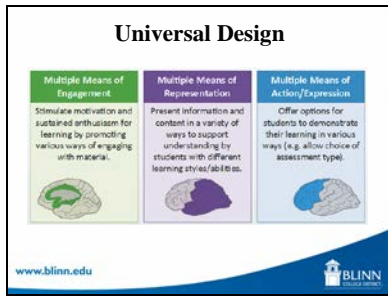 Universal Design
Multiple Means of
Engagement
Stimulate motivation and
sustained enthusiasm for
learning by promoting
various ways of engaging
with material.
Multiple Means of
Representation
Present information and
content in a variety of
ways to support
understanding by
students with different
learning styles/abilities.
Multiple Means of
Action/Expression
Offer options for
students to demonstrate
their learning in various
ways (e.g. allow choice of
assessment type).
www.blinn.edu
BLINN
COLLEGE DISTRICT